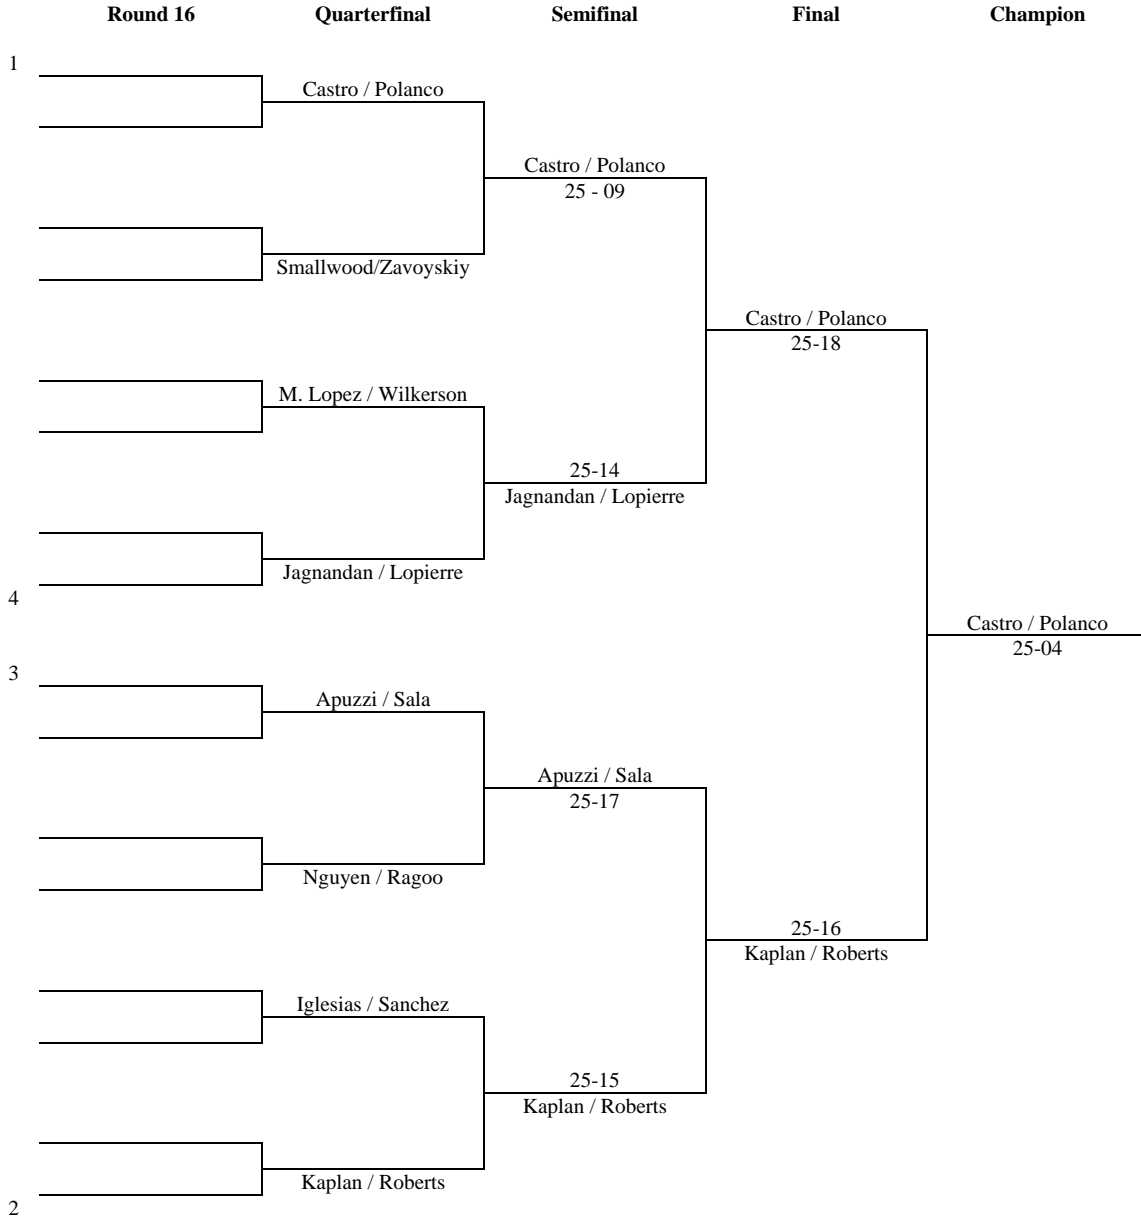 Round 16 Quarterfinal Semifinal Final Champion
1
Castro / Polanco
Castro / Polanco
25 - 09
Smallwood/Zavoyskiy
Castro / Polanco
25-18
M. Lopez / Wilkerson
25-14
Jagnandan / Lopierre
Jagnandan / Lopierre
4
Castro / Polanco
25-04
3
Apuzzi / Sala
Apuzzi / Sala
25-17
Nguyen / Ragoo
25-16
Kaplan / Roberts
Iglesias / Sanchez
25-15
Kaplan / Roberts
Kaplan / Roberts
2